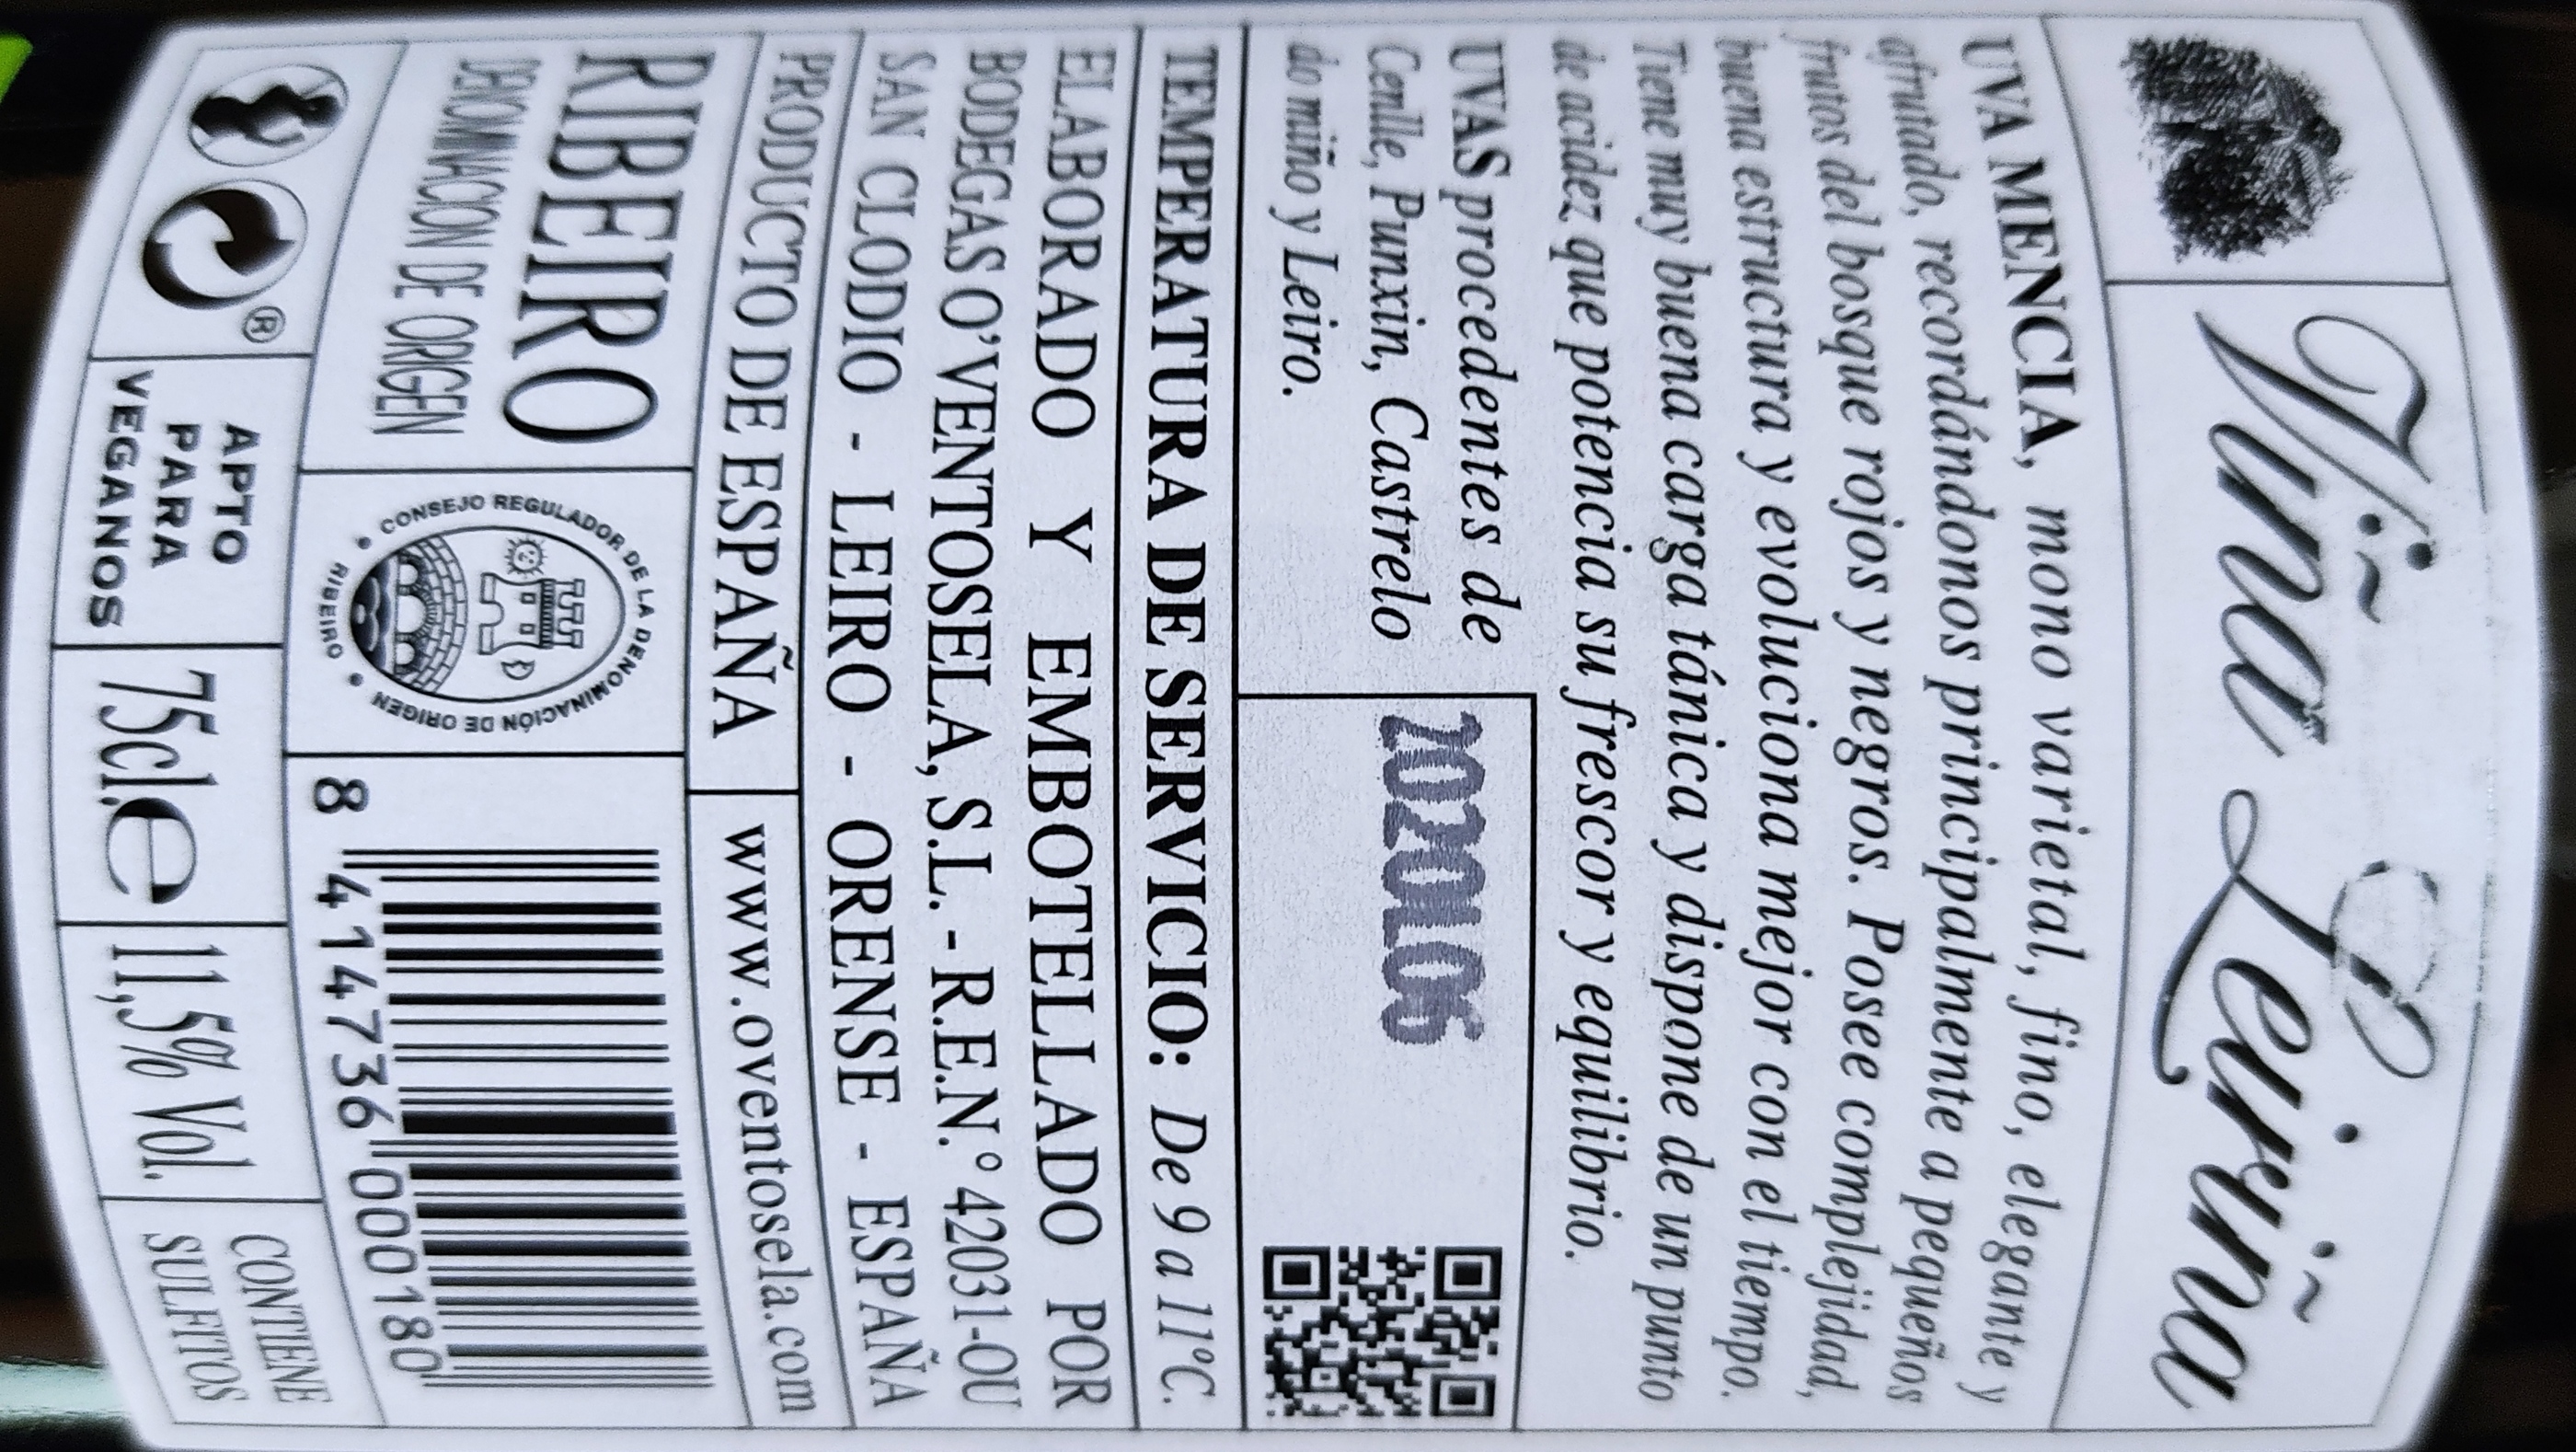 Viña Leiriña
UVA MENCIA, mono varietal, fino, elegante y
afrutado, recordándonos principalmente a pequeños
frutos del bosque rojos y negros. Posee complejidad,
buena estructura y evoluciona mejor con el tiempo.
Tiene muy buena carga tánica y dispone de un punto
de acidez que potencia su frescor y equilibrio.
UVAS procedentes de
Cenlle, Punxin, Castrelo
do miño y Leiro.
TEMPERATURA DE SERVICIO: De 9 a 11°C.
ELABORADO Y EMBOTELLADO POR
BODEGAS O'VENTOSELA, S.L. - R.E.N.º 42031-OU
SAN CLODIO - LEIRO - ORENSE - ESPAÑA
PRODUCTO DE ESPAÑA
www.oventosela.com
RIBEIRO
DENOMINACION DE ORIGEN
CONSEJO REGULADOR DE LA DENOMINACIÓN DE ORIGEN
• RIBEIRO •
8 414736 000180
®
APTO
PARA
VEGANOS
75cl.e
11,5% Vol.
CONTIENE
SULFITOS